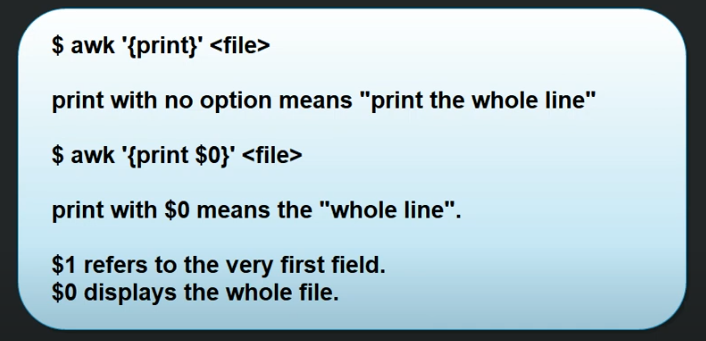 $ awk '{print}' <file>
print with no option means "print the whole line"
$ awk '{print $0}' <file>
print with $0 means the "whole line".
$1 refers to the very first field.
$0 displays the whole file.